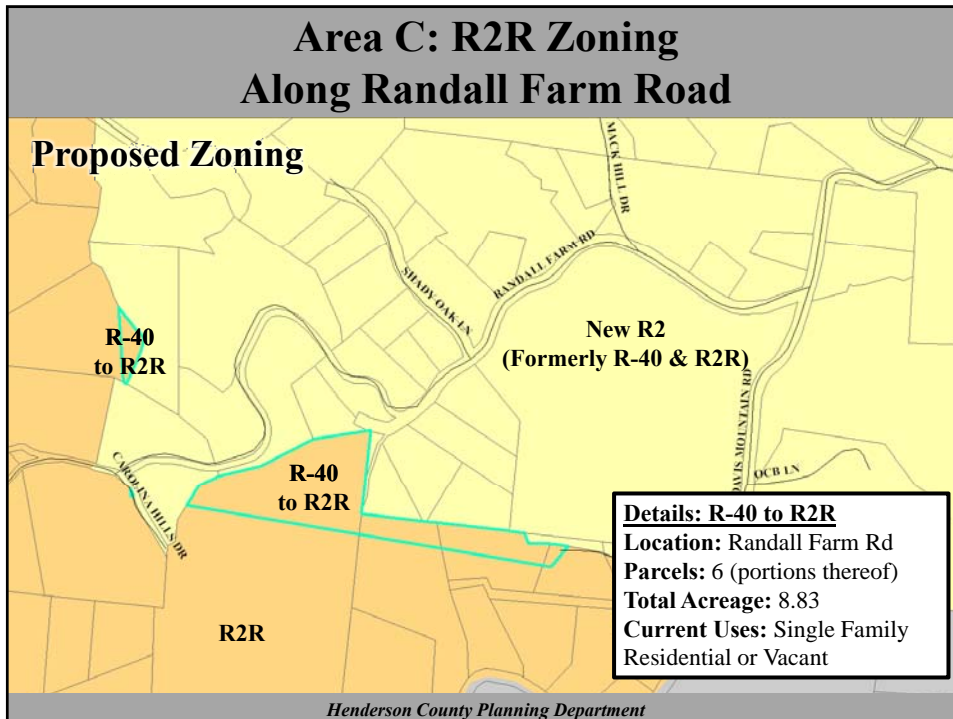 Area C: R2R Zoning
Along Randall Farm Road
Proposed Zoning
MACK HILL DR
SHADY OAK LN
RANDALL FARM RD
R-40
to R2R
New R2
(Formerly R-40 & R2R)
DAVIS MOUNTAIN RD
OCB LN
CAROLINA HILLS DR
R-40
to R2R
R2R
Details: R-40 to R2R
Location: Randall Farm Rd
Parcels: 6 (portions thereof)
Total Acreage: 8.83
Current Uses: Single Family
Residential or Vacant
Henderson County Planning Department